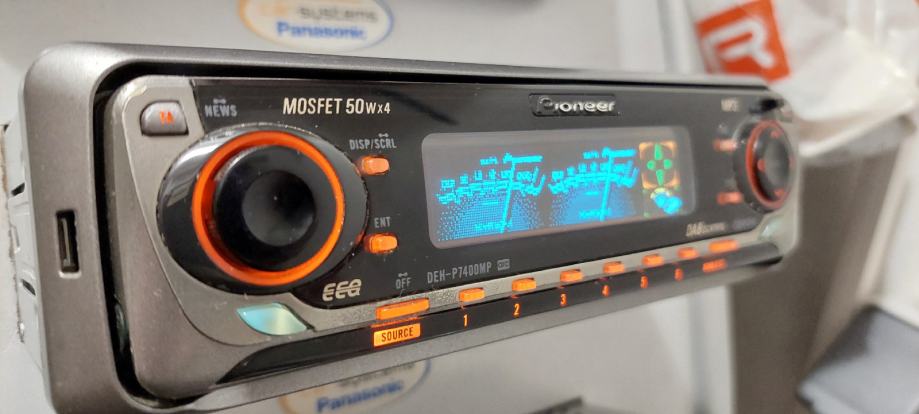 systems
Panasonic
R
TA
NEWS
MOSFET 50Wx4
Pioneer
MP3
DISP/SCRL
ENT
EEQ
OFF
DEH-P7400MP
SOURCE
1
2
3
4
5
6
systems
Panasonic